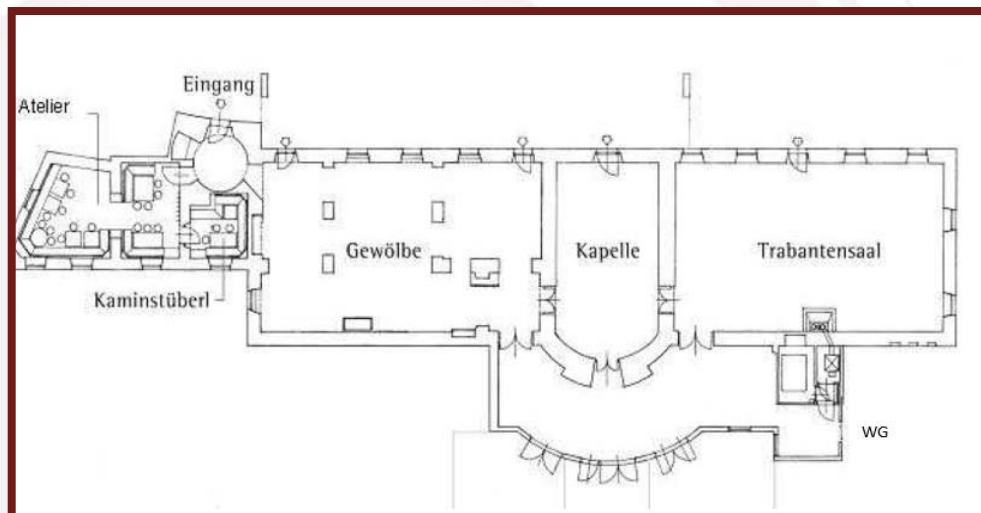 Eingang
Atelier
Gewölbe
Kapelle
Trabantensaal
Kaminstüberl
WG